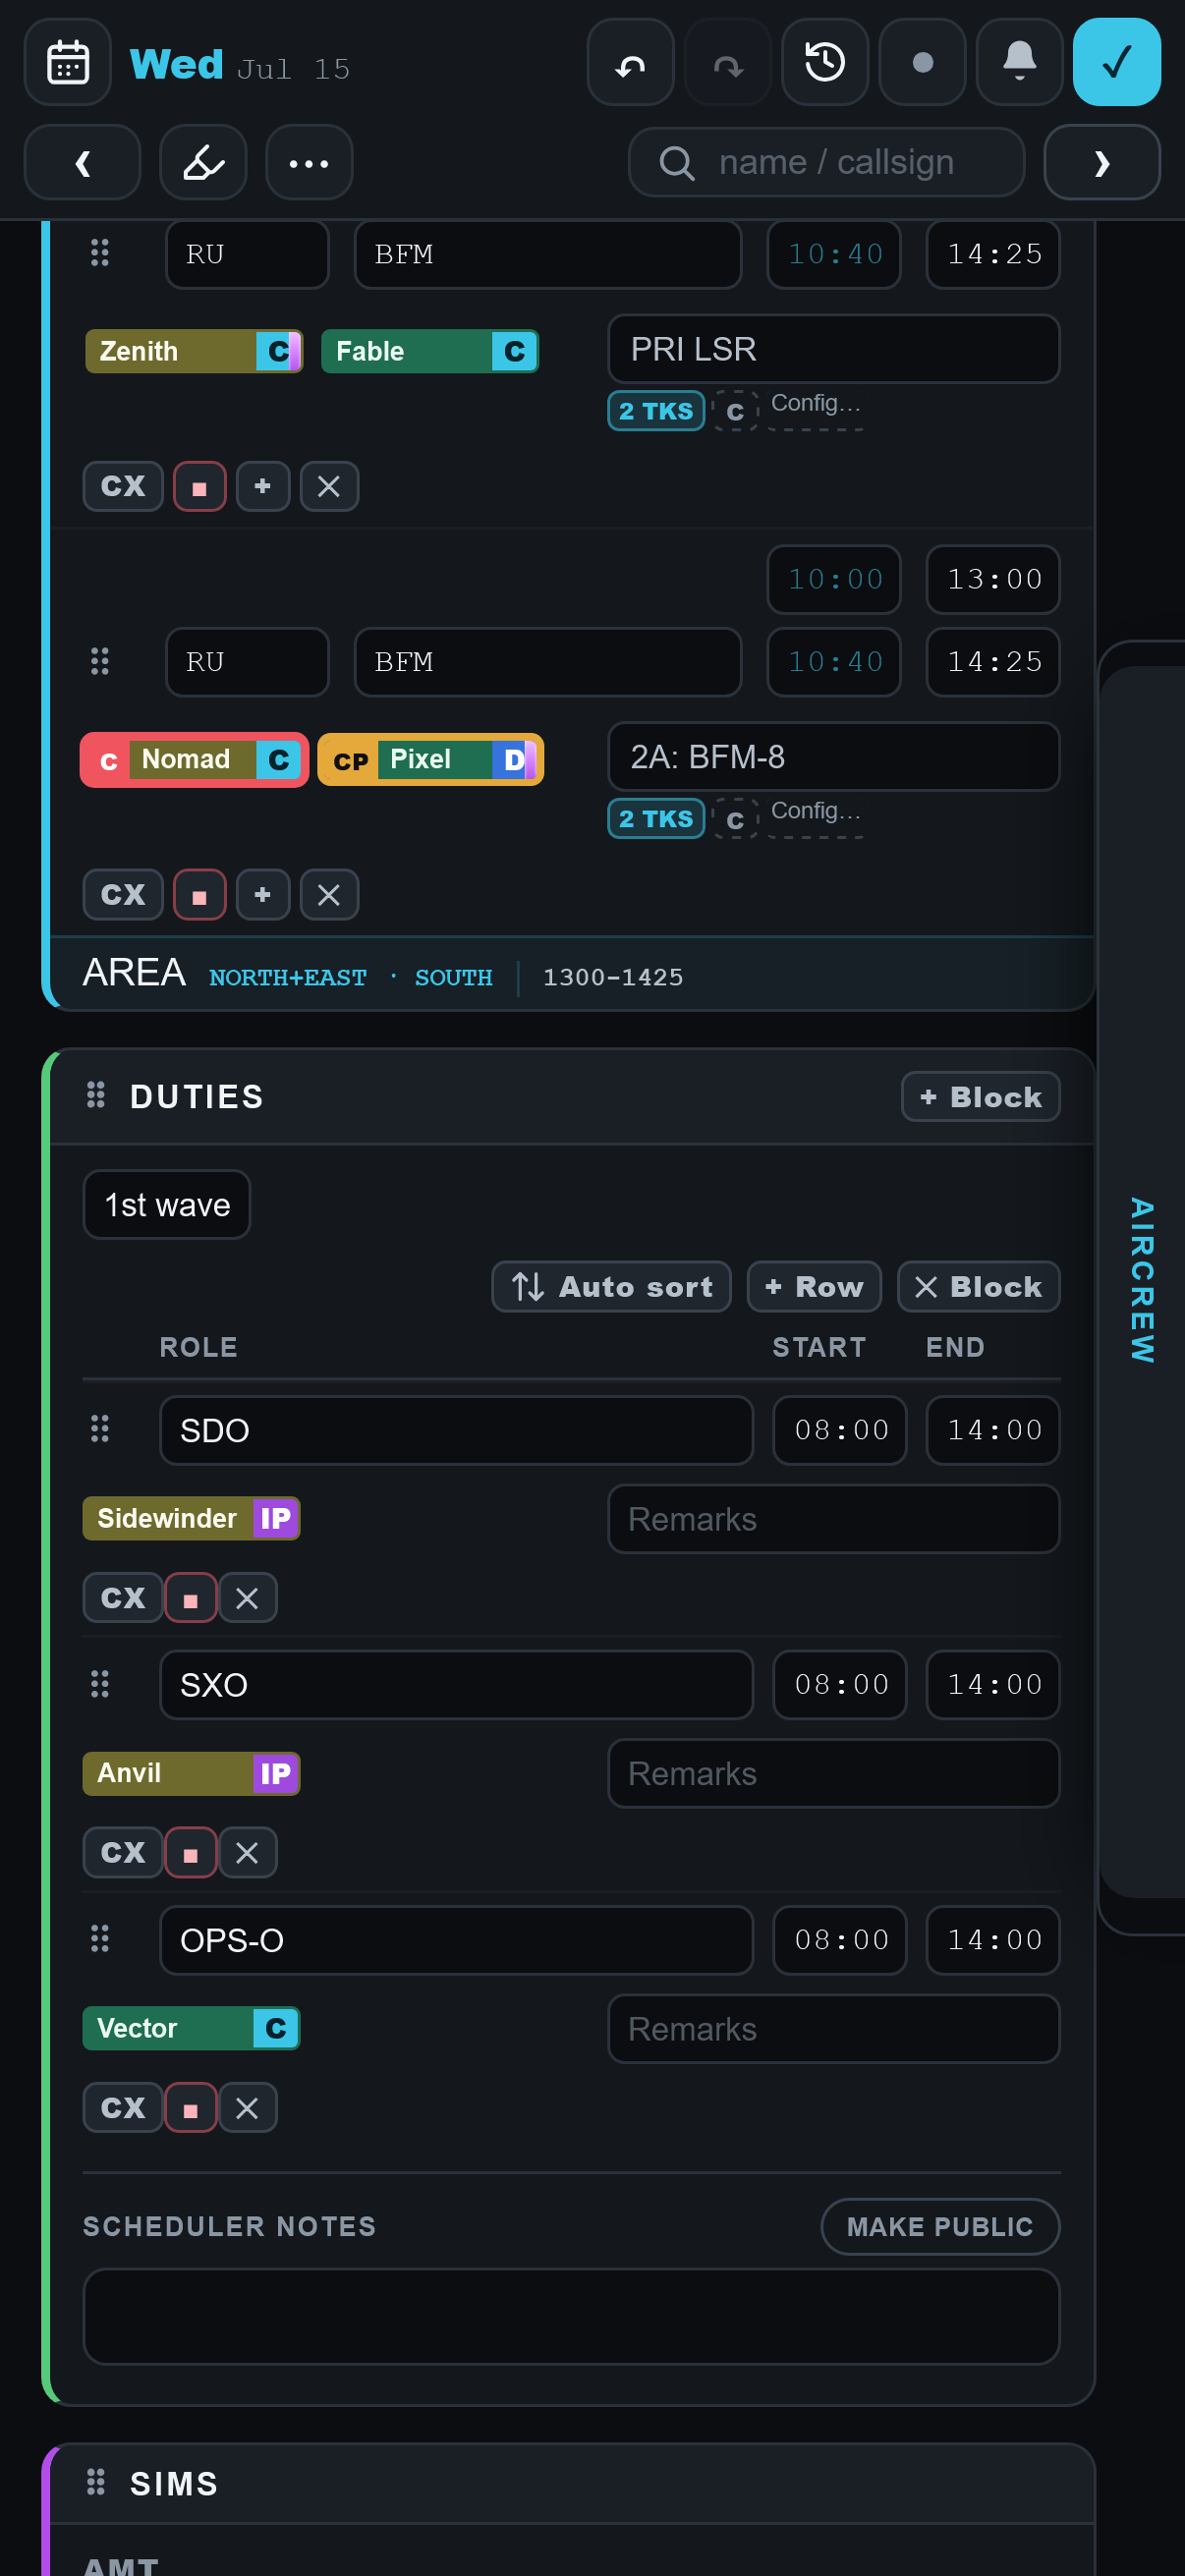 Wed Jul 15
name / callsign
RU BFM 10:40 14:25
Zenith C Fable C PRI LSR
2 TKS C Config…
CX +
10:00 13:00
RU BFM 10:40 14:25
C Nomad C CP Pixel D 2A: BFM-8
2 TKS C Config…
CX +
AREA NORTH+EAST · SOUTH 1300–1425
DUTIES + Block
1st wave
Auto sort + Row × Block
ROLE START END
SDO 08:00 14:00
Sidewinder IP Remarks
CX
SXO 08:00 14:00
Anvil IP Remarks
CX
OPS-O 08:00 14:00
Vector C Remarks
CX
SCHEDULER NOTES MAKE PUBLIC
SIMS
AMT
AIRCREW